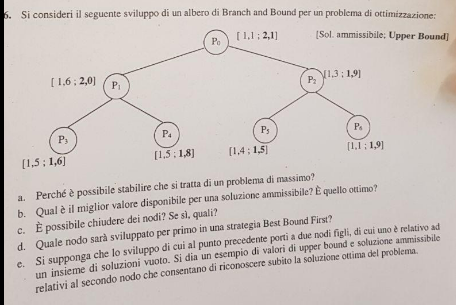 6. Si consideri il seguente sviluppo di un albero di Branch and Bound per un problema di ottimizzazione:
P₀ [ 1,1 ; 2,1] [Sol. ammissibile; Upper Bound]
[ 1,6 ; 2,0] P₁ P₂ [1,3 ; 1,9]
P₃ P₄ P₅ P₆
[1,5 ; 1,6] [1,5 ; 1,8] [1,4 ; 1,5] [1,1 ; 1,9]
a. Perché è possibile stabilire che si tratta di un problema di massimo?
b. Qual è il miglior valore disponibile per una soluzione ammissibile? È quello ottimo?
c. È possibile chiudere dei nodi? Se sì, quali?
d. Quale nodo sarà sviluppato per primo in una strategia Best Bound First?
e. Si supponga che lo sviluppo di cui al punto precedente porti a due nodi figli, di cui uno è relativo ad
un insieme di soluzioni vuoto. Si dia un esempio di valori di upper bound e soluzione ammissibile
relativi al secondo nodo che consentano di riconoscere subito la soluzione ottima del problema.